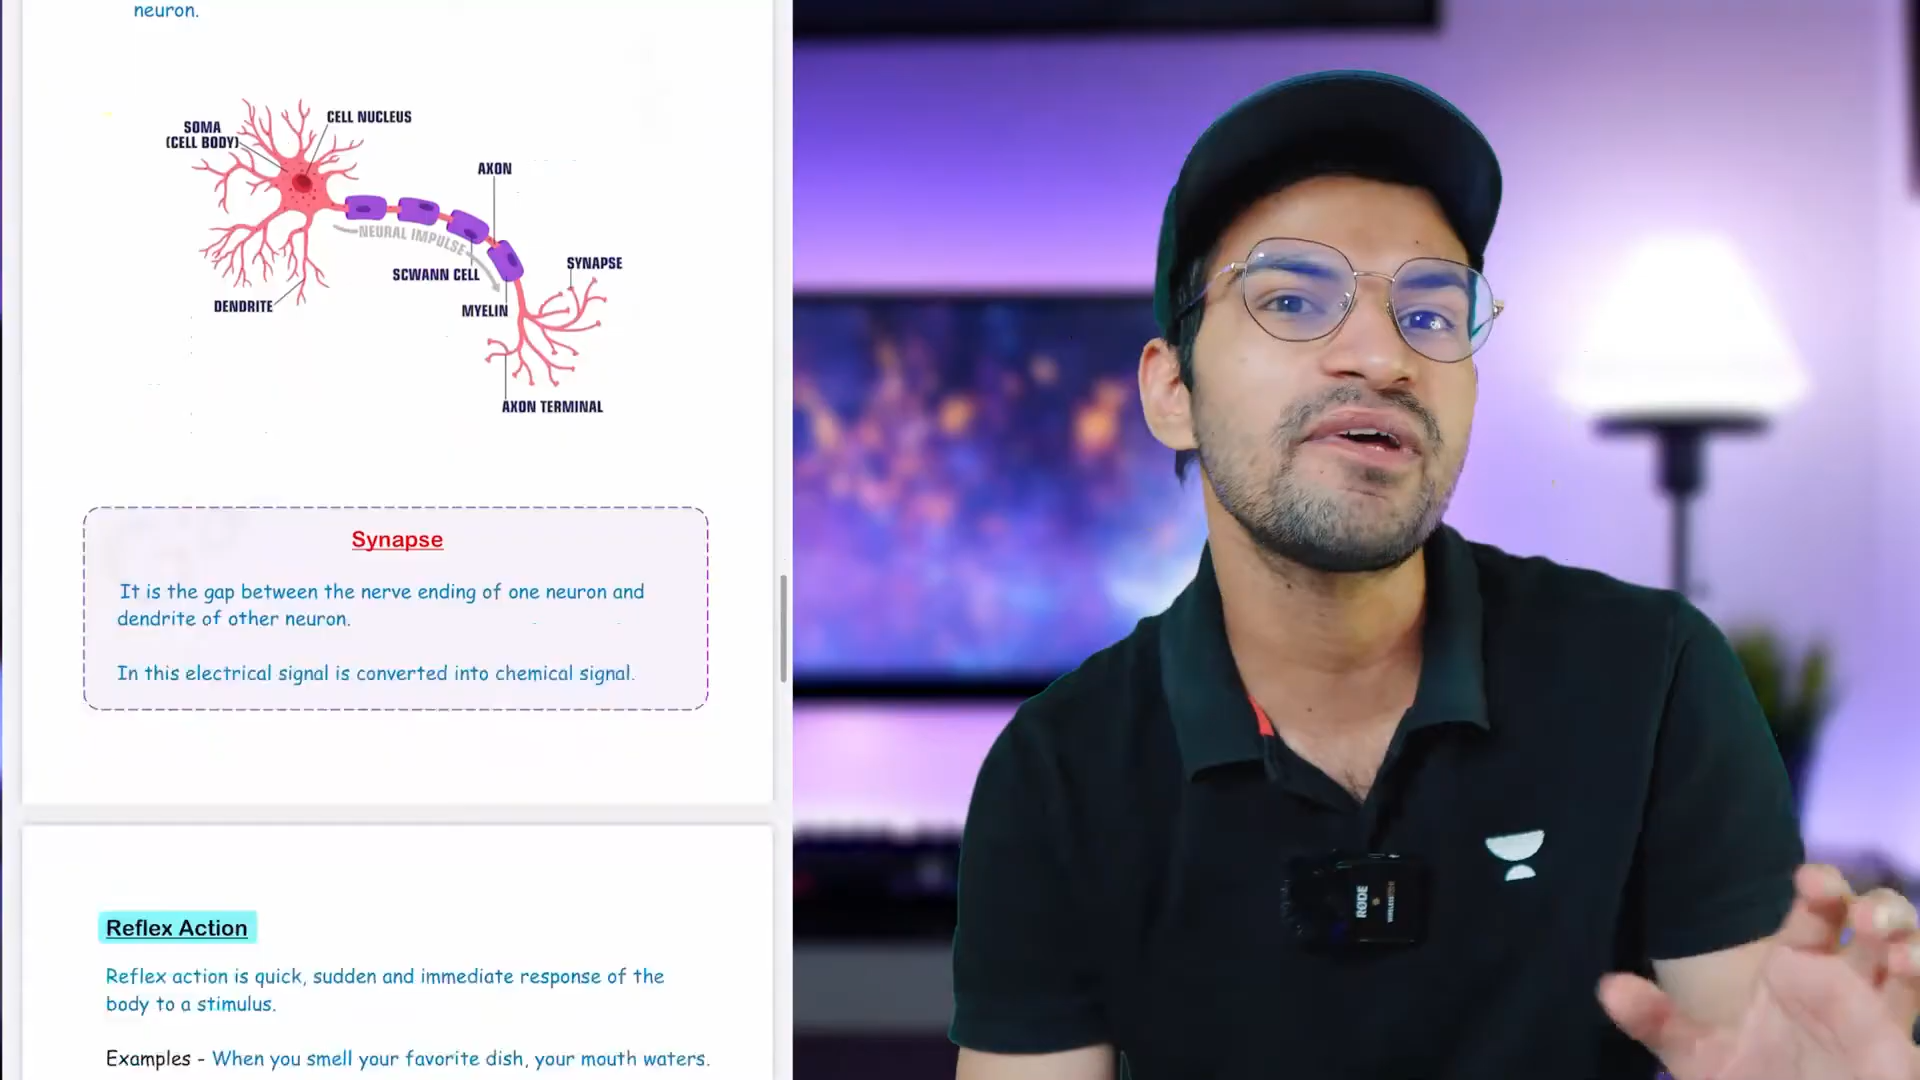 neuron.
CELL NUCLEUS
SOMA
(CELL BODY)
AXON
NEURAL IMPULSE
SYNAPSE
SCWANN CELL
DENDRITE
MYELIN
AXON TERMINAL
Synapse
It is the gap between the nerve ending of one neuron and
dendrite of other neuron.
In this electrical signal is converted into chemical signal.
Reflex Action
Reflex action is quick, sudden and immediate response of the
body to a stimulus.
Examples - When you smell your favorite dish, your mouth waters.
RØDE